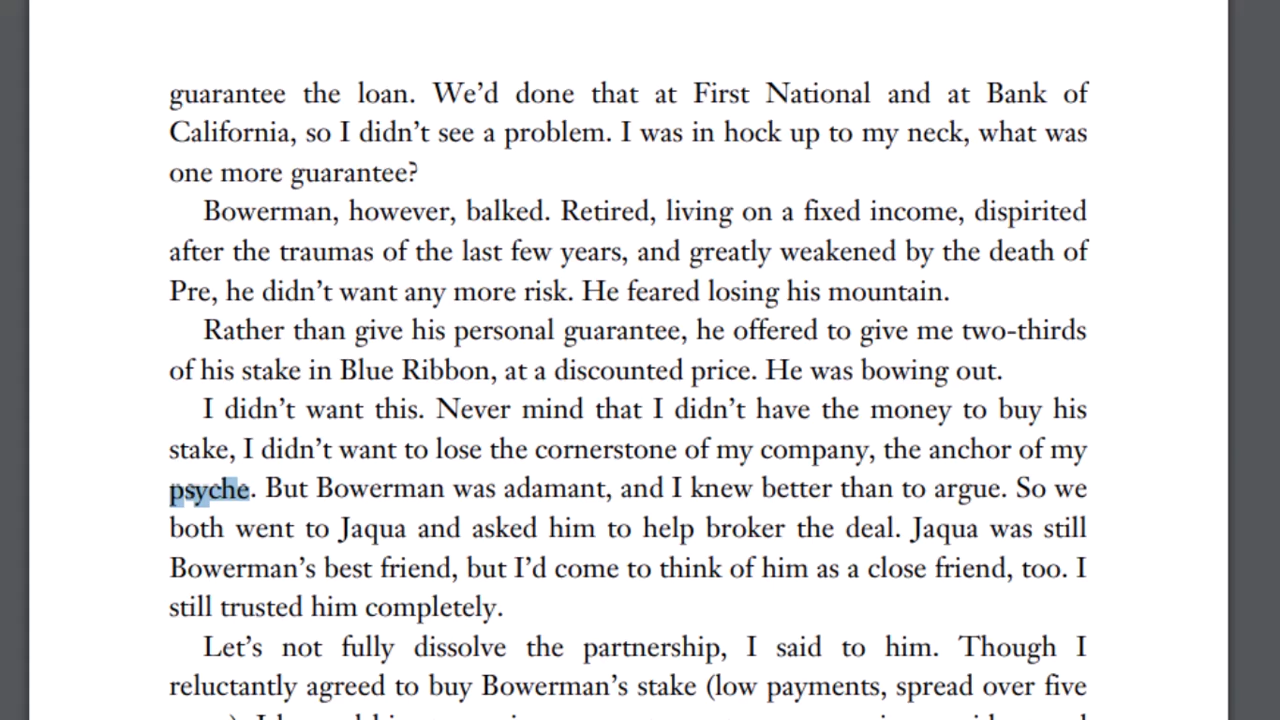 guarantee the loan. We’d done that at First National and at Bank of
California, so I didn’t see a problem. I was in hock up to my neck, what was
one more guarantee?
Bowerman, however, balked. Retired, living on a fixed income, dispirited
after the traumas of the last few years, and greatly weakened by the death of
Pre, he didn’t want any more risk. He feared losing his mountain.
Rather than give his personal guarantee, he offered to give me two-thirds
of his stake in Blue Ribbon, at a discounted price. He was bowing out.
I didn’t want this. Never mind that I didn’t have the money to buy his
stake, I didn’t want to lose the cornerstone of my company, the anchor of my
psyche. But Bowerman was adamant, and I knew better than to argue. So we
both went to Jaqua and asked him to help broker the deal. Jaqua was still
Bowerman’s best friend, but I’d come to think of him as a close friend, too. I
still trusted him completely.
Let’s not fully dissolve the partnership, I said to him. Though I
reluctantly agreed to buy Bowerman’s stake (low payments, spread over five